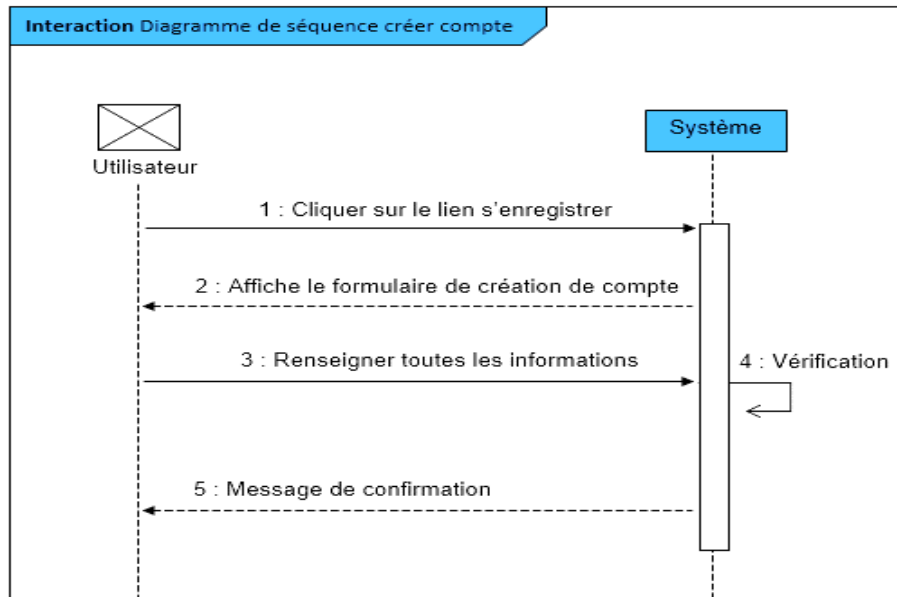 Interaction Diagramme de séquence créer compte
Système
Utilisateur
1 : Cliquer sur le lien s'enregistrer
2 : Affiche le formulaire de création de compte
3 : Renseigner toutes les informations
4 : Vérification
5 : Message de confirmation